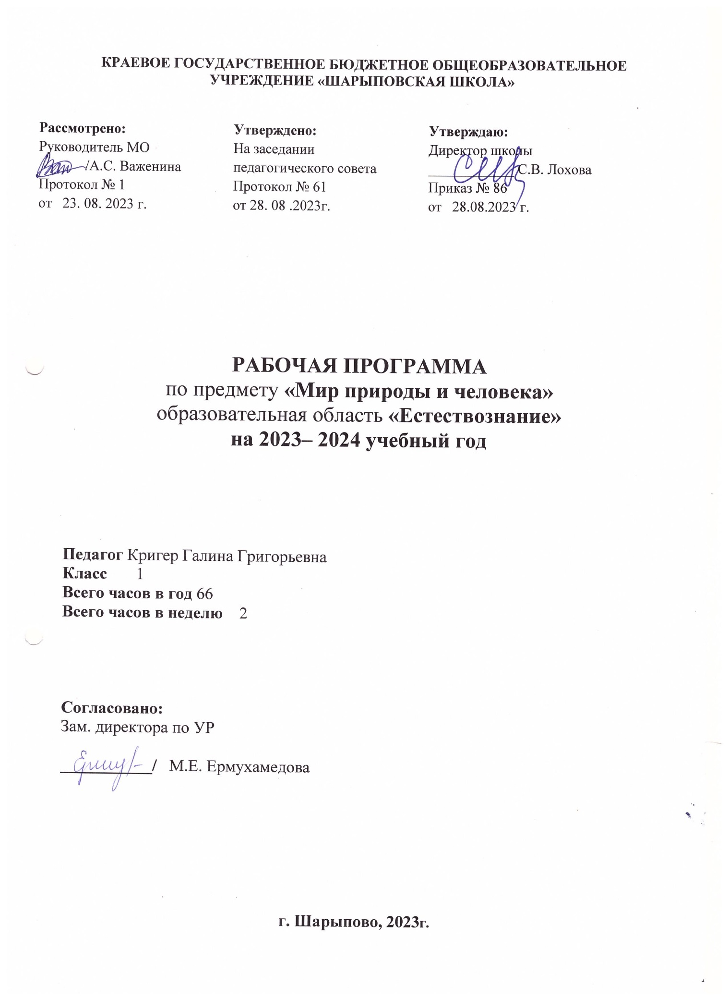 КРАЕВОЕ ГОСУДАРСТВЕННОЕ БЮДЖЕТНОЕ ОБЩЕОБРАЗОВАТЕЛЬНОЕ
УЧРЕЖДЕНИЕ «ШАРЫПОВСКАЯ ШКОЛА»
Рассмотрено:
Руководитель МО
/А.С. Важенина
Протокол № 1
от 23. 08. 2023 г.
Утверждено:
На заседании
педагогического совета
Протокол № 61
от 28. 08 .2023г.
Утверждаю:
Директор школы
С.В. Лохова
Приказ № 86
от 28.08.2023 г.
РАБОЧАЯ ПРОГРАММА
по предмету «Мир природы и человека»
образовательная область «Естествознание»
на 2023– 2024 учебный год
Педагог Кригер Галина Григорьевна
Класс 1
Всего часов в год 66
Всего часов в неделю 2
Согласовано:
Зам. директора по УР
___________/ М.Е. Ермухамедова
г. Шарыпово, 2023г.